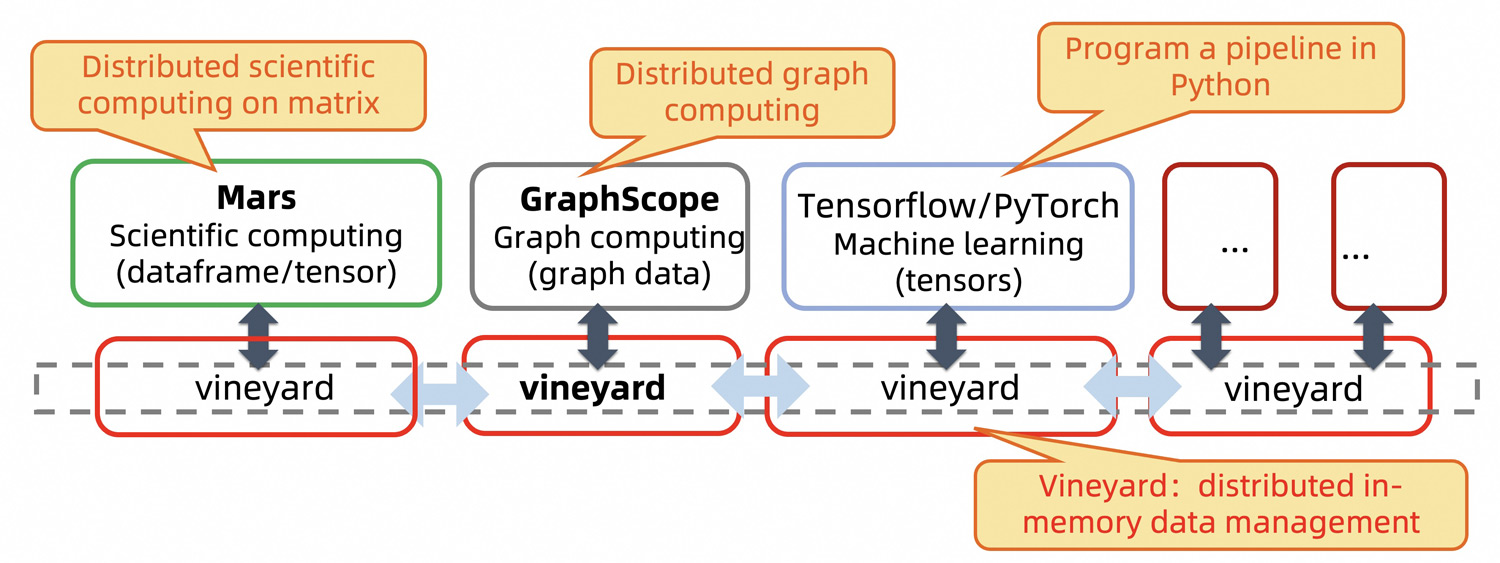 Distributed scientific
computing on matrix
Distributed graph
computing
Program a pipeline in
Python
Mars
Scientific computing
(dataframe/tensor)
GraphScope
Graph computing
(graph data)
Tensorflow/PyTorch
Machine learning
(tensors)
...
...
vineyard
vineyard
vineyard
vineyard
Vineyard：distributed in-
memory data management